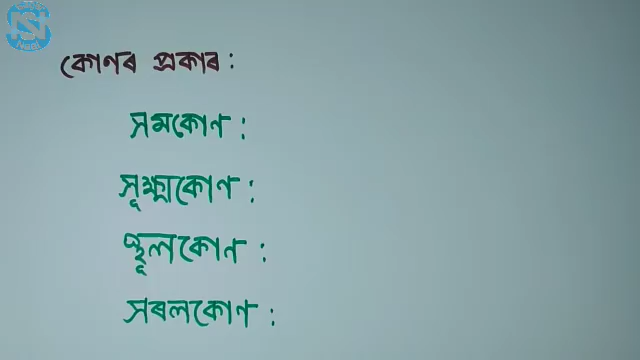 কোণৰ প্ৰকাৰ :
সমকোণ :
সূক্ষ্মকোণ :
স্থূলকোণ :
সৰলকোণ :